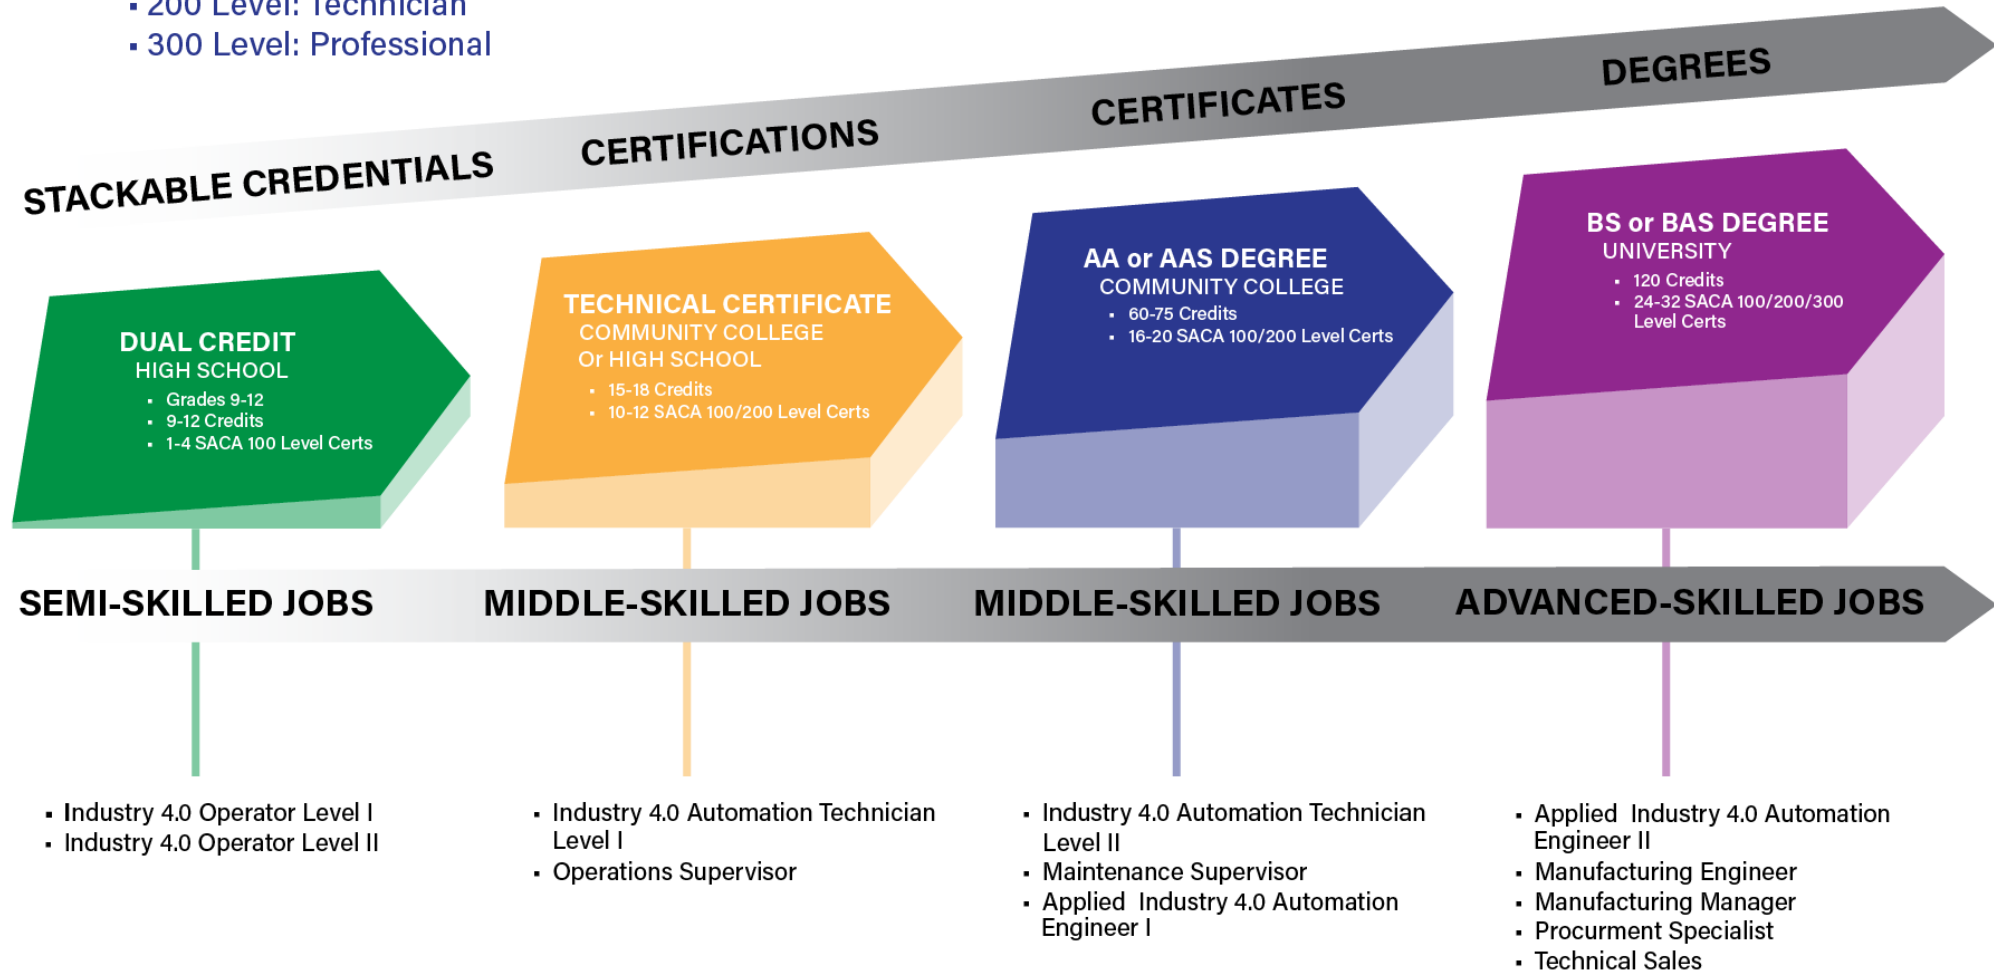 ▪ 200 Level: Technician
▪ 300 Level: Professional
STACKABLE CREDENTIALS
CERTIFICATIONS
CERTIFICATES
DEGREES
DUAL CREDIT
HIGH SCHOOL
▪ Grades 9-12
▪ 9-12 Credits
▪ 1-4 SACA 100 Level Certs
TECHNICAL CERTIFICATE
COMMUNITY COLLEGE
Or HIGH SCHOOL
▪ 15-18 Credits
▪ 10-12 SACA 100/200 Level Certs
AA or AAS DEGREE
COMMUNITY COLLEGE
▪ 60-75 Credits
▪ 16-20 SACA 100/200 Level Certs
BS or BAS DEGREE
UNIVERSITY
▪ 120 Credits
▪ 24-32 SACA 100/200/300
Level Certs
SEMI-SKILLED JOBS
MIDDLE-SKILLED JOBS
MIDDLE-SKILLED JOBS
ADVANCED-SKILLED JOBS
▪ Industry 4.0 Operator Level I
▪ Industry 4.0 Operator Level II
▪ Industry 4.0 Automation Technician
Level I
▪ Operations Supervisor
▪ Industry 4.0 Automation Technician
Level II
▪ Maintenance Supervisor
▪ Applied Industry 4.0 Automation
Engineer I
▪ Applied Industry 4.0 Automation
Engineer II
▪ Manufacturing Engineer
▪ Manufacturing Manager
▪ Procurment Specialist
▪ Technical Sales